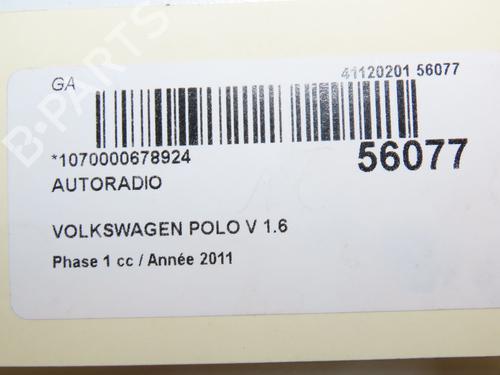 GA
41120201 56077
*1070000678924
56077
AUTORADIO
VOLKSWAGEN POLO V 1.6
Phase 1 cc / Année 2011
B-PARTS